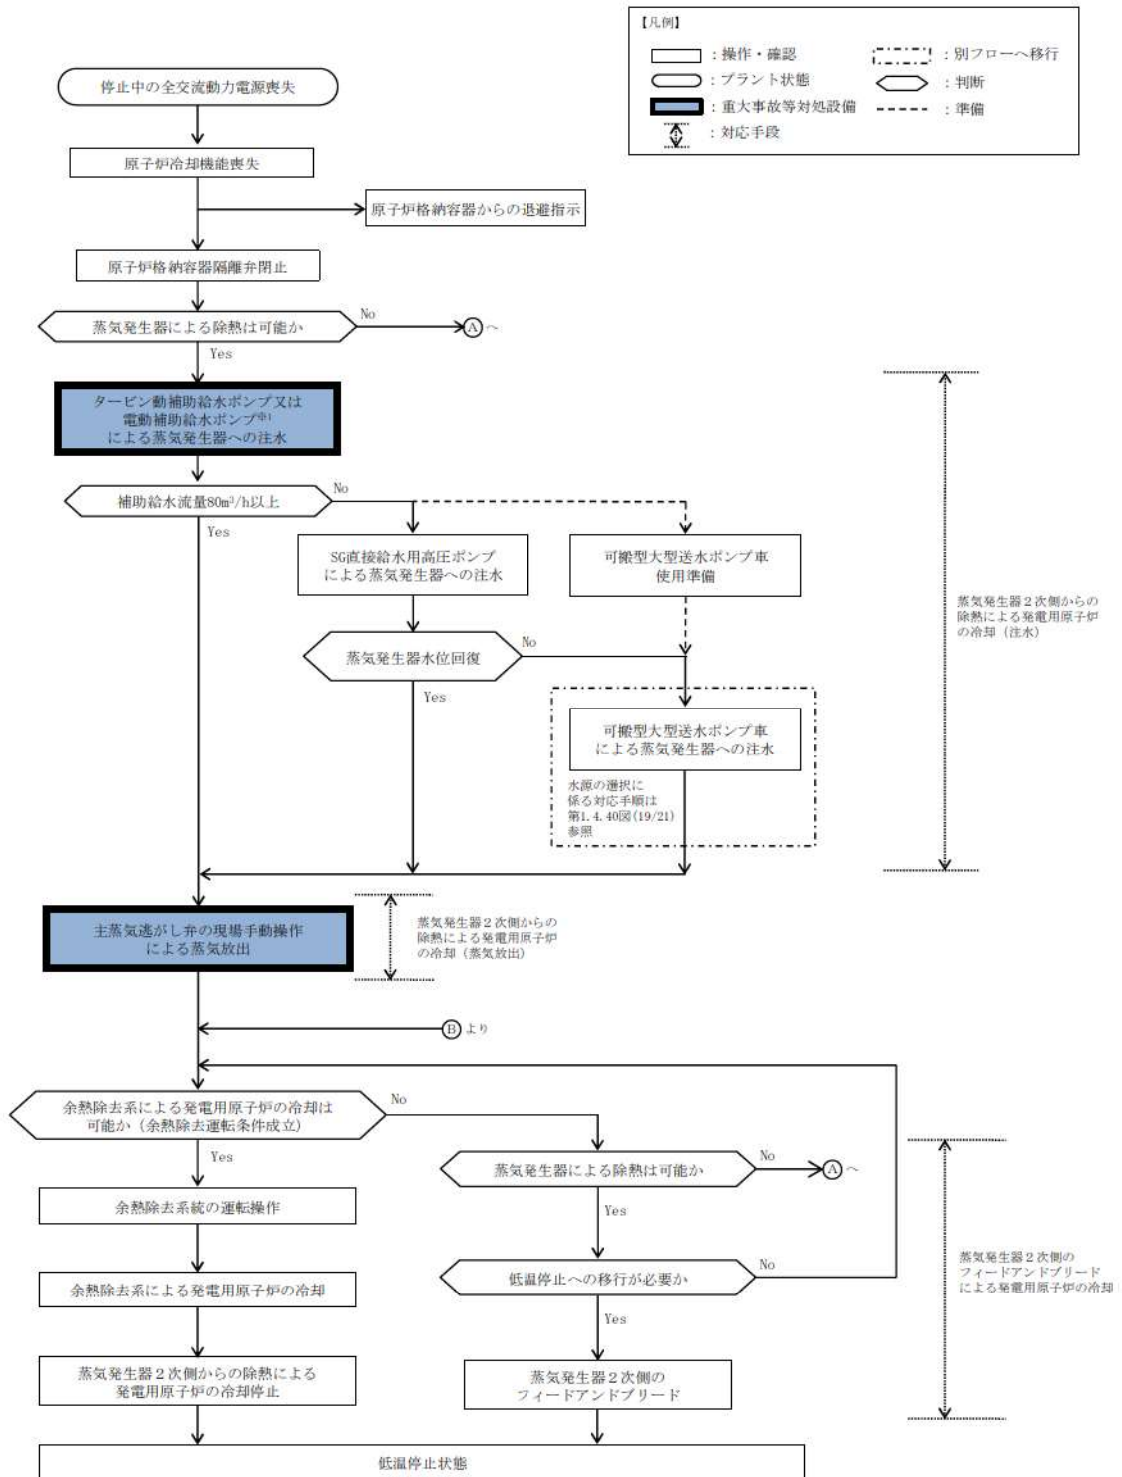 【凡例】
：操作・確認
：別フローへ移行
：プラント状態
：判断
：重大事故等対処設備
：準備
：対応手段
停止中の全交流動力電源喪失
原子炉冷却機能喪失
原子炉格納容器からの退避指示
原子炉格納容器隔離弁閉止
蒸気発生器による除熱は可能か
No
Ⓐへ
Yes
タービン動補助給水ポンプ又は
電動補助給水ポンプ※1
による蒸気発生器への注水
補助給水流量80m³/h以上
No
Yes
SG直接給水用高圧ポンプ
による蒸気発生器への注水
可搬型大型送水ポンプ車
使用準備
蒸気発生器２次側からの
除熱による発電用原子炉
の冷却（注水）
蒸気発生器水位回復
No
Yes
可搬型大型送水ポンプ車
による蒸気発生器への注水
水源の選択に
係る対応手順は
第1.4.40図(19/21)
参照
主蒸気逃がし弁の現場手動操作
による蒸気放出
蒸気発生器２次側からの
除熱による発電用原子炉
の冷却（蒸気放出）
Ⓑより
余熱除去系による発電用原子炉の冷却は
可能か（余熱除去運転条件成立）
No
Yes
蒸気発生器による除熱は可能か
No
Ⓐへ
Yes
余熱除去系統の運転操作
低温停止への移行が必要か
No
Yes
蒸気発生器２次側の
フィードアンドブリード
による発電用原子炉の冷却
余熱除去系による発電用原子炉の冷却
蒸気発生器２次側からの除熱による
発電用原子炉の冷却停止
蒸気発生器２次側の
フィードアンドブリード
低温停止状態